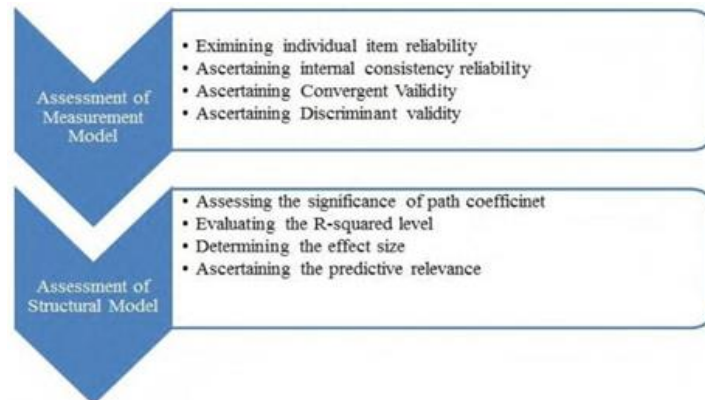 Assessment of
Measurement
Model
• Eximining individual item reliability
• Ascertaining internal consistency reliability
• Ascertaining Convergent Vailidity
• Ascertaining Discriminant validity
Assessment of
Structural Model
• Assessing the significance of path coefficinet
• Evaluating the R-squared level
• Determining the effect size
• Ascertaining the predictive relevance